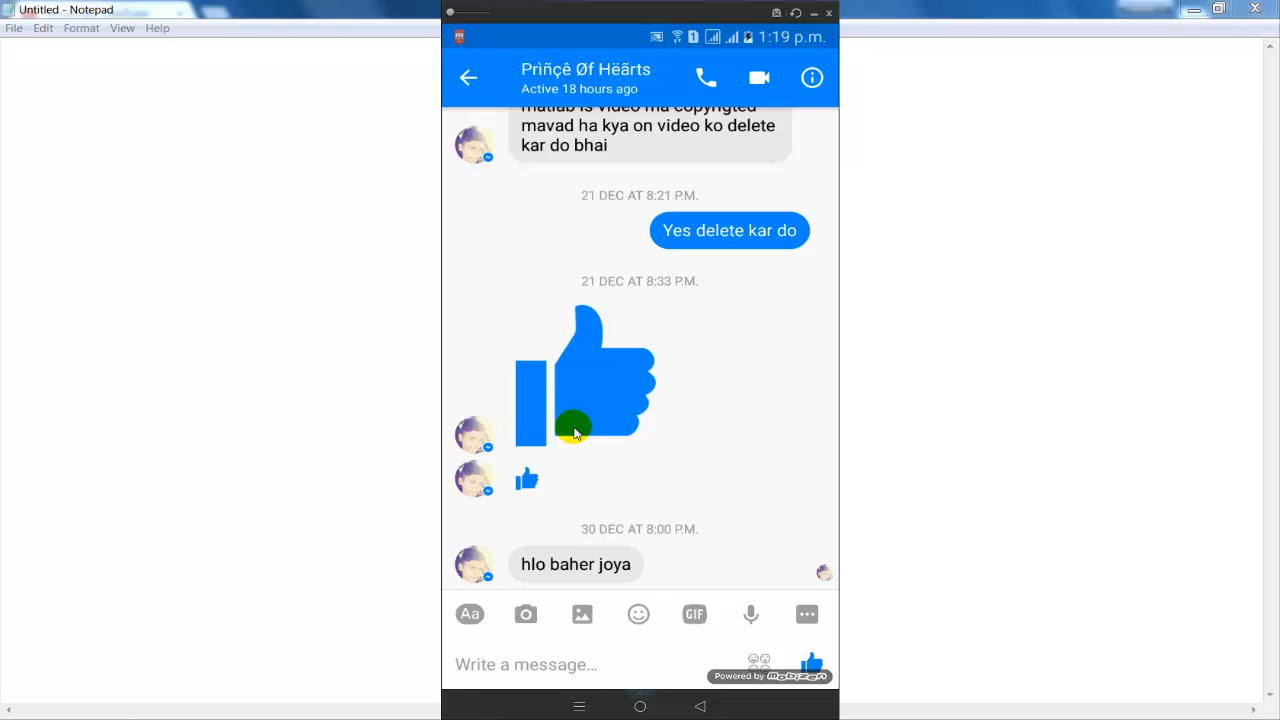 Untitled - Notepad
File Edit Format View Help
1:19 p.m.
Prìñçê Øf Hëãrts
Active 18 hours ago
matlab is video ma copyrigted
mavad ha kya on video ko delete
kar do bhai
21 DEC AT 8:21 P.M.
Yes delete kar do
21 DEC AT 8:33 P.M.
30 DEC AT 8:00 P.M.
hlo baher joya
Aa
GIF
Write a message...
Powered by mobizen